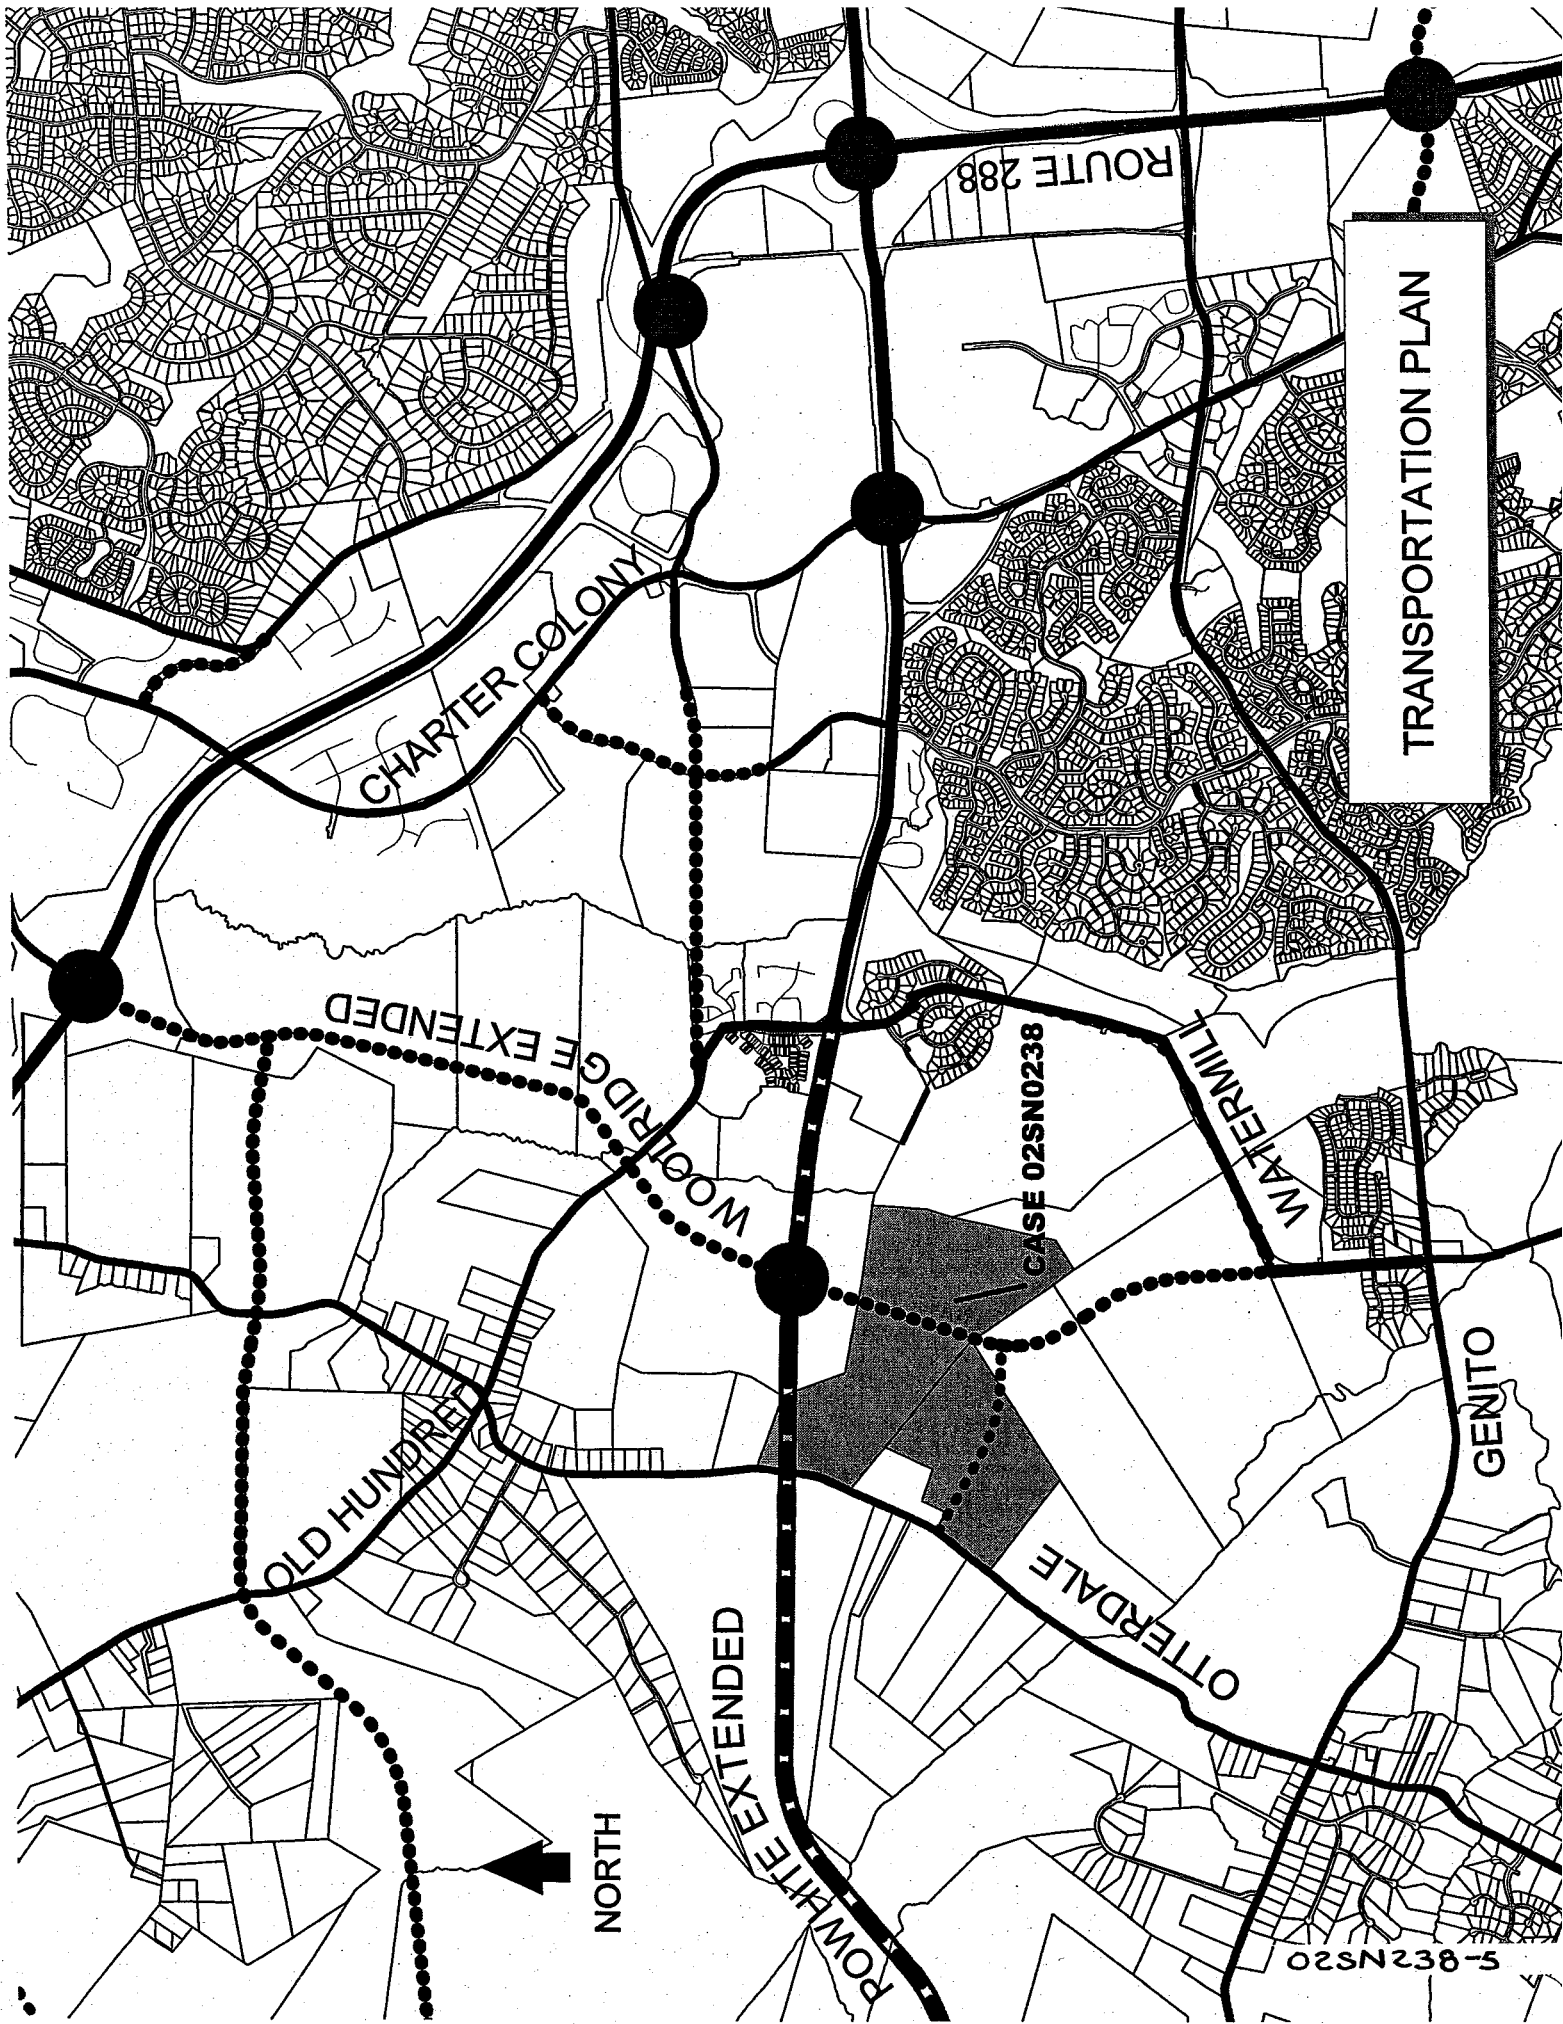 ROUTE 288
CHARTER COLONY
WOOLRIDGE EXTENDED
OLD HUNDRED
POWHITE EXTENDED
CASE 02SN0238
WATERMILL
OTTERDALE
GENITO
NORTH
TRANSPORTATION PLAN
02SN238-5